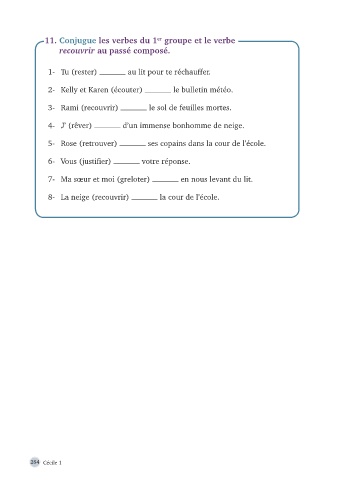 11. Conjugue les verbes du 1er groupe et le verbe
recouvrir au passé composé.
1- Tu (rester) ______ au lit pour te réchauffer.
2- Kelly et Karen (écouter) ______ le bulletin météo.
3- Rami (recouvrir) ______ le sol de feuilles mortes.
4- J' (rêver) ______ d'un immense bonhomme de neige.
5- Rose (retrouver) ______ ses copains dans la cour de l'école.
6- Vous (justifier) ______ votre réponse.
7- Ma sœur et moi (greloter) ______ en nous levant du lit.
8- La neige (recouvrir) ______ la cour de l'école.
264 Cécile 1